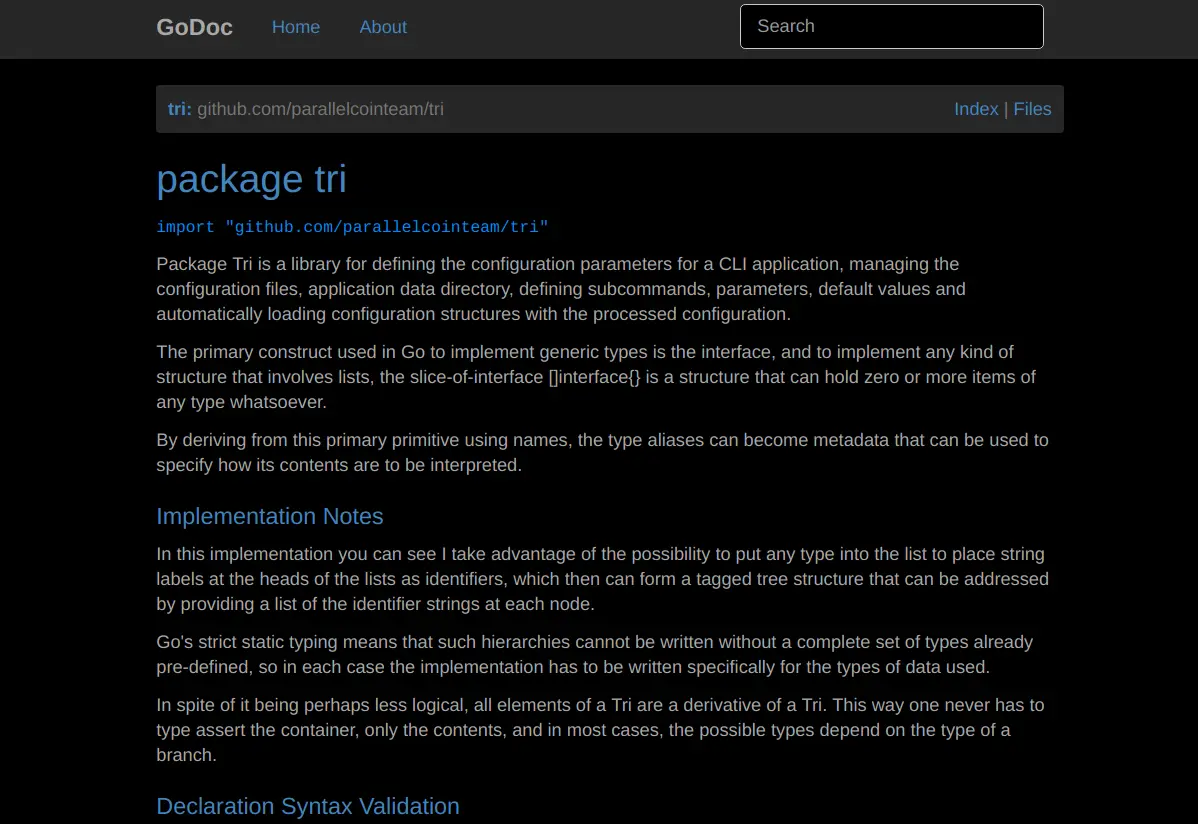 GoDoc Home About Search
tri: github.com/parallelcointeam/tri Index | Files
package tri
import "github.com/parallelcointeam/tri"
Package Tri is a library for defining the configuration parameters for a CLI application, managing the
configuration files, application data directory, defining subcommands, parameters, default values and
automatically loading configuration structures with the processed configuration.
The primary construct used in Go to implement generic types is the interface, and to implement any kind of
structure that involves lists, the slice-of-interface []interface{} is a structure that can hold zero or more items of
any type whatsoever.
By deriving from this primary primitive using names, the type aliases can become metadata that can be used to
specify how its contents are to be interpreted.
Implementation Notes
In this implementation you can see I take advantage of the possibility to put any type into the list to place string
labels at the heads of the lists as identifiers, which then can form a tagged tree structure that can be addressed
by providing a list of the identifier strings at each node.
Go's strict static typing means that such hierarchies cannot be written without a complete set of types already
pre-defined, so in each case the implementation has to be written specifically for the types of data used.
In spite of it being perhaps less logical, all elements of a Tri are a derivative of a Tri. This way one never has to
type assert the container, only the contents, and in most cases, the possible types depend on the type of a
branch.
Declaration Syntax Validation